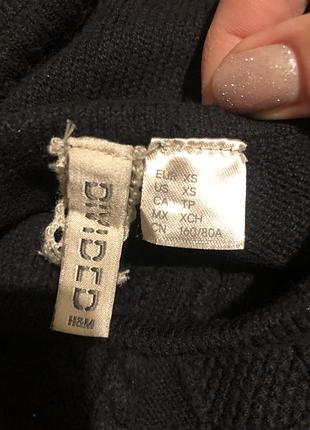 DIVIDED
H&M
EUR XS
US XS
CA TP
MX XCH
CN 160/80A